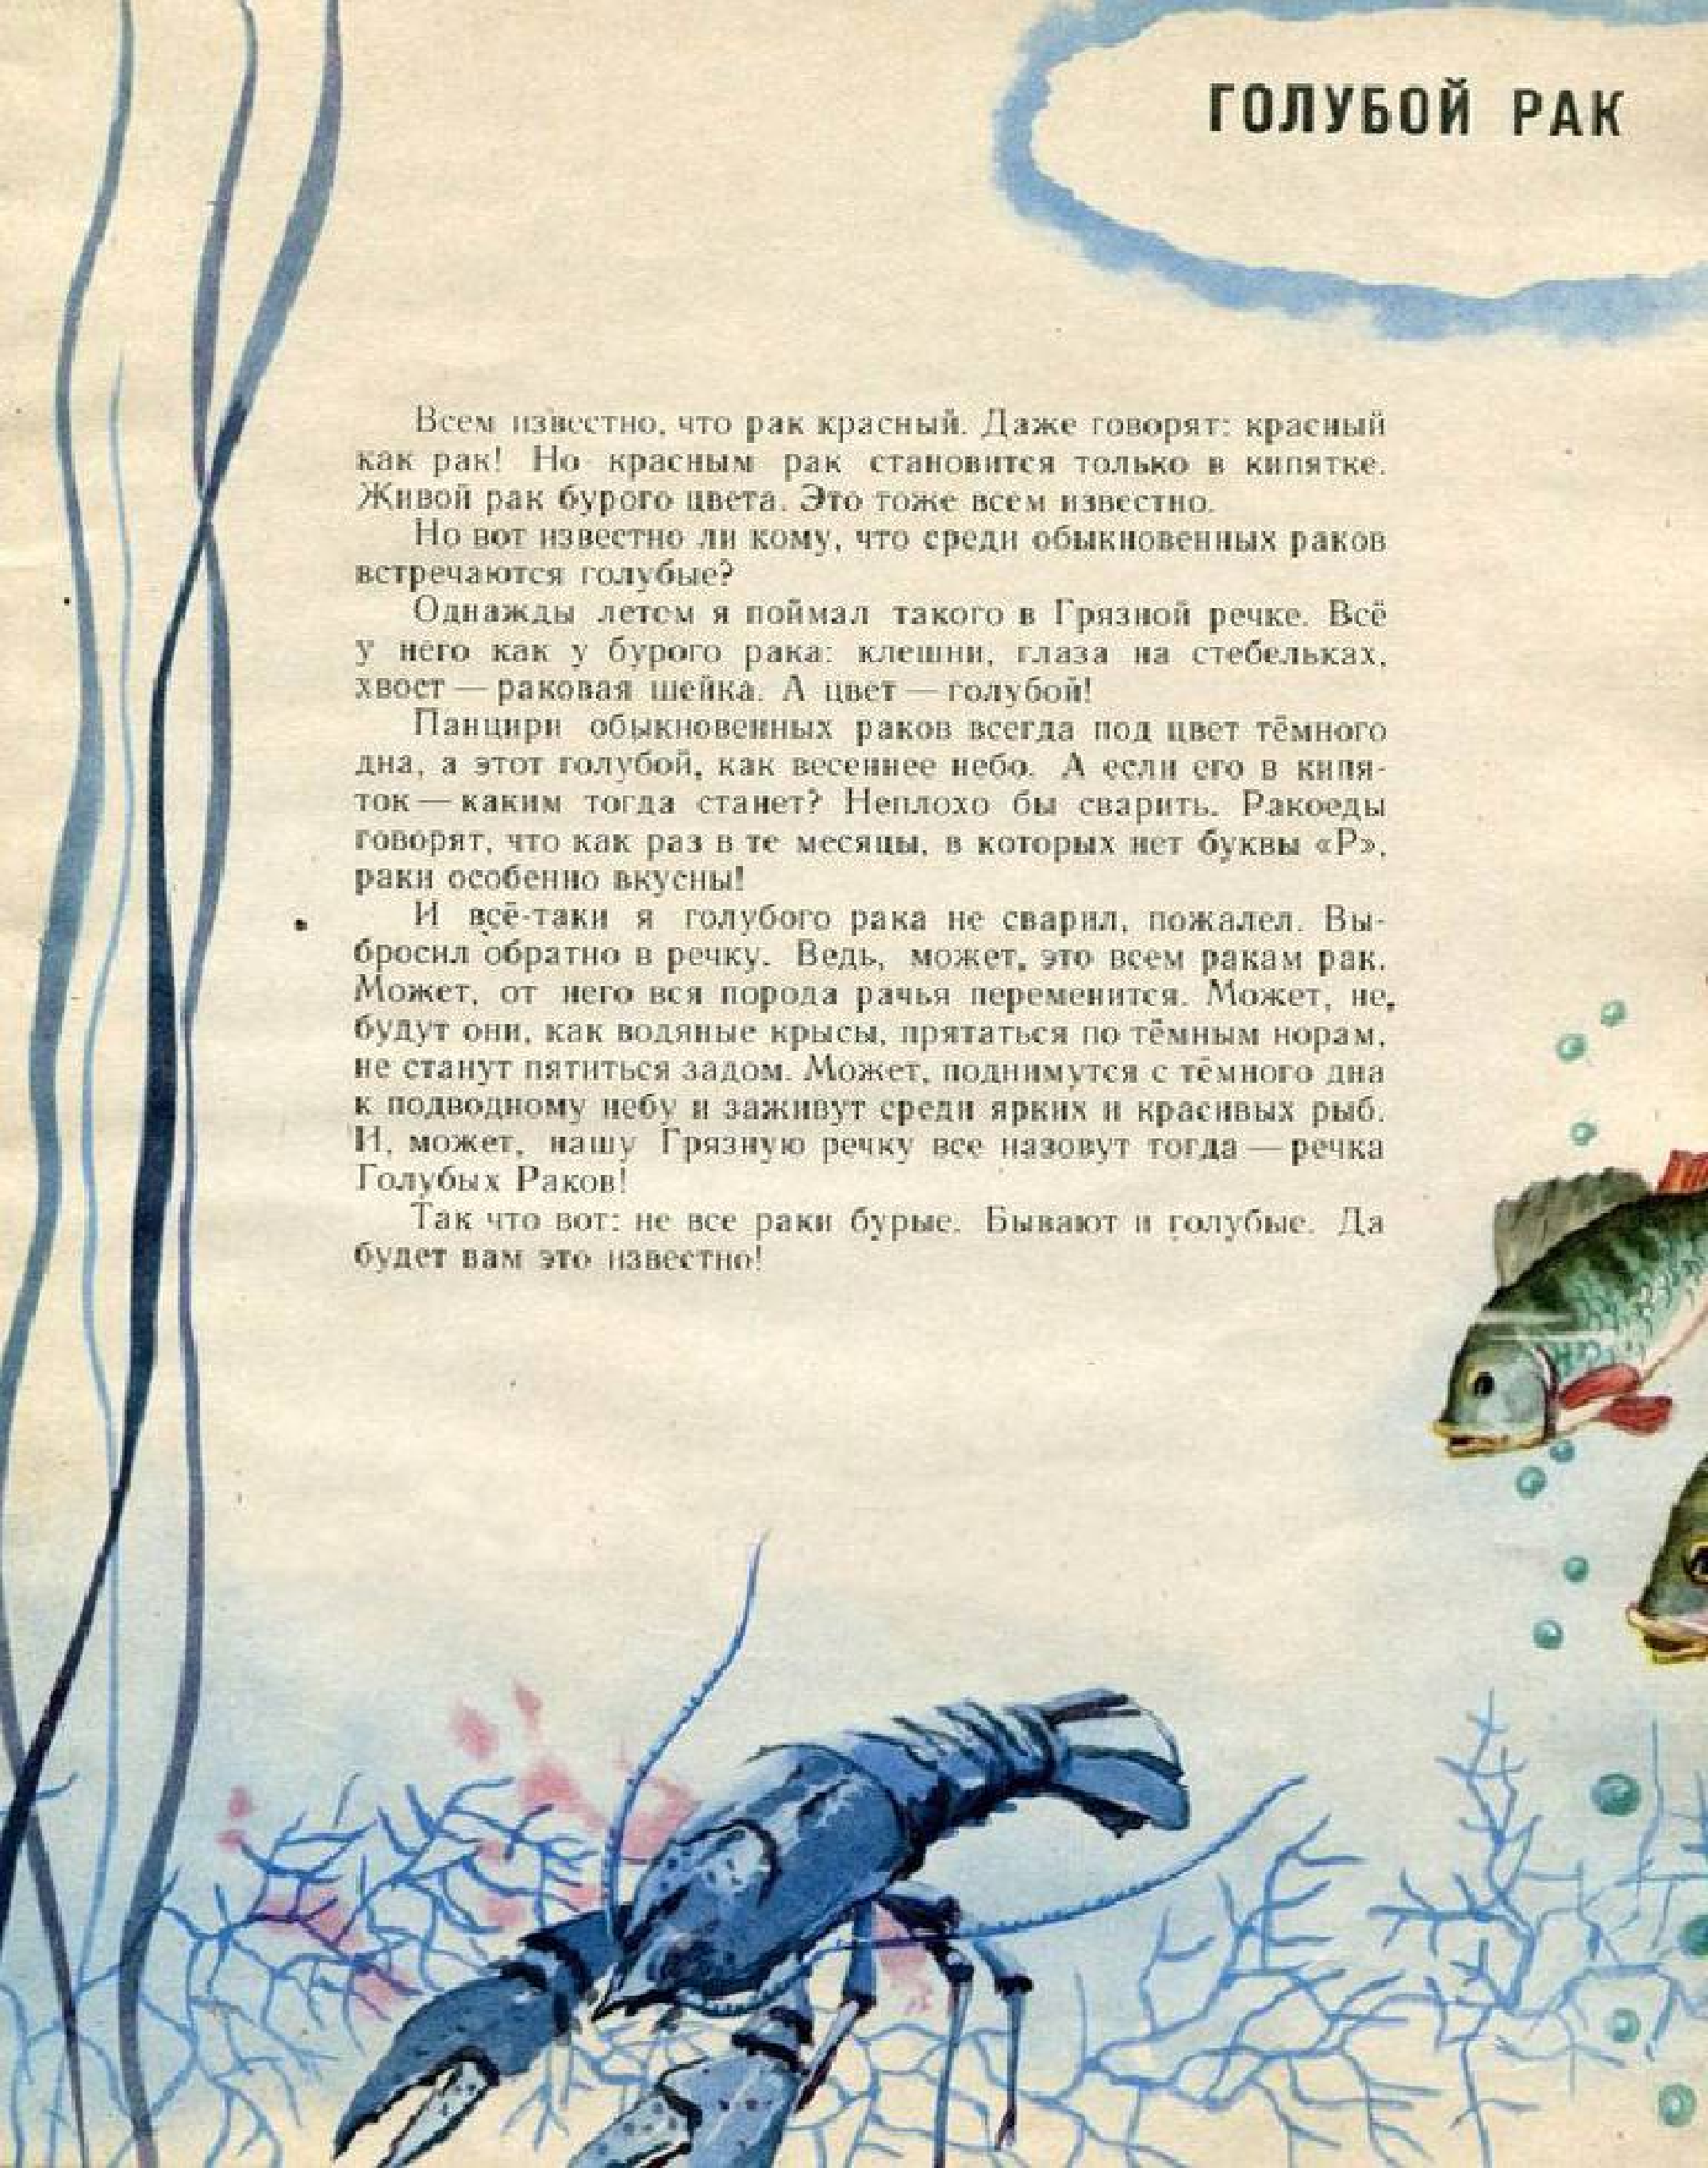 ГОЛУБОЙ РАК
Всем известно, что рак красный. Даже говорят: красный
как рак! Но красным рак становится только в кипятке.
Живой рак бурого цвета. Это тоже всем известно.
Но вот известно ли кому, что среди обыкновенных раков
встречаются голубые?
Однажды летом я поймал такого в Грязной речке. Всё
у него как у бурого рака: клешни, глаза на стебельках,
хвост — раковая шейка. А цвет — голубой!
Панцири обыкновенных раков всегда под цвет тёмного
дна, а этот голубой, как весеннее небо. А если его в кипя-
ток — каким тогда станет? Неплохо бы сварить. Ракоеды
говорят, что как раз в те месяцы, в которых нет буквы «Р»,
раки особенно вкусны!
И всё-таки я голубого рака не сварил, пожалел. Вы-
бросил обратно в речку. Ведь, может, это всем ракам рак.
Может, от него вся порода рачья переменится. Может, не,
будут они, как водяные крысы, прятаться по тёмным норам,
не станут пятиться задом. Может, поднимутся с тёмного дна
к подводному небу и заживут среди ярких и красивых рыб.
И, может, нашу Грязную речку все назовут тогда — речка
Голубых Раков!
Так что вот: не все раки бурые. Бывают и голубые. Да
будет вам это известно!